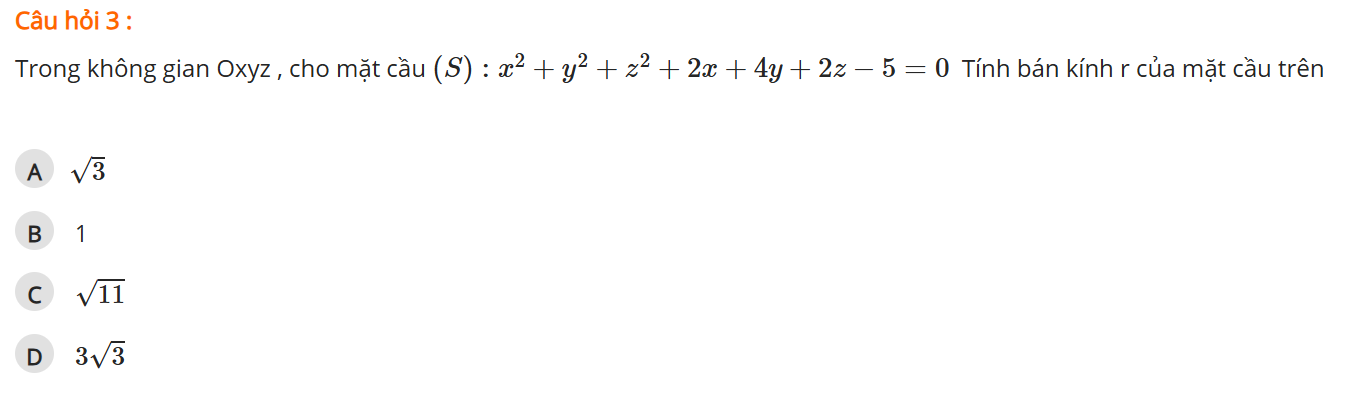 Câu hỏi 3 :
Trong không gian Oxyz , cho mặt cầu (S) : x² + y² + z² + 2x + 4y + 2z − 5 = 0 Tính bán kính r của mặt cầu trên
A √3
B 1
C √11
D 3√3